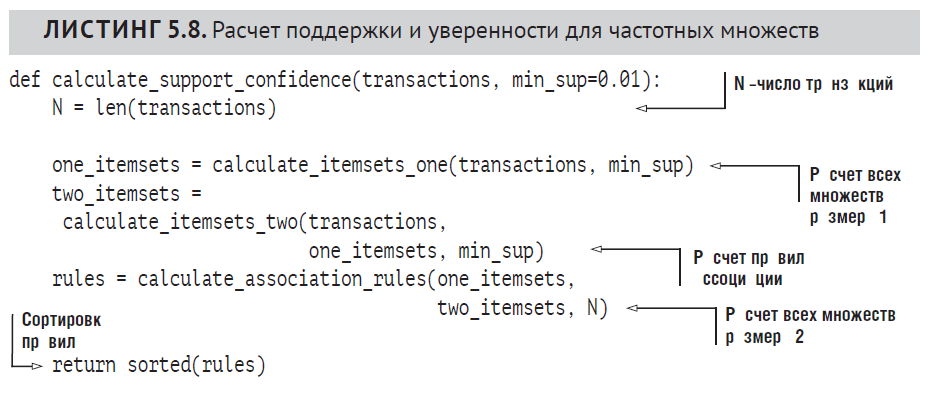 ЛИСТИНГ 5.8. Расчет поддержки и уверенности для частотных множеств
def calculate_support_confidence(transactions, min_sup=0.01):
N –число тр нз кций
N = len(transactions)
one_itemsets = calculate_itemsets_one(transactions, min_sup)
Р счет всех
множеств
р змер 1
two_itemsets =
calculate_itemsets_two(transactions,
one_itemsets, min_sup)
Р счет пр вил
ссоци ции
rules = calculate_association_rules(one_itemsets,
two_itemsets, N)
Р счет всех множеств
р змер 2
Сортировк
пр вил
return sorted(rules)